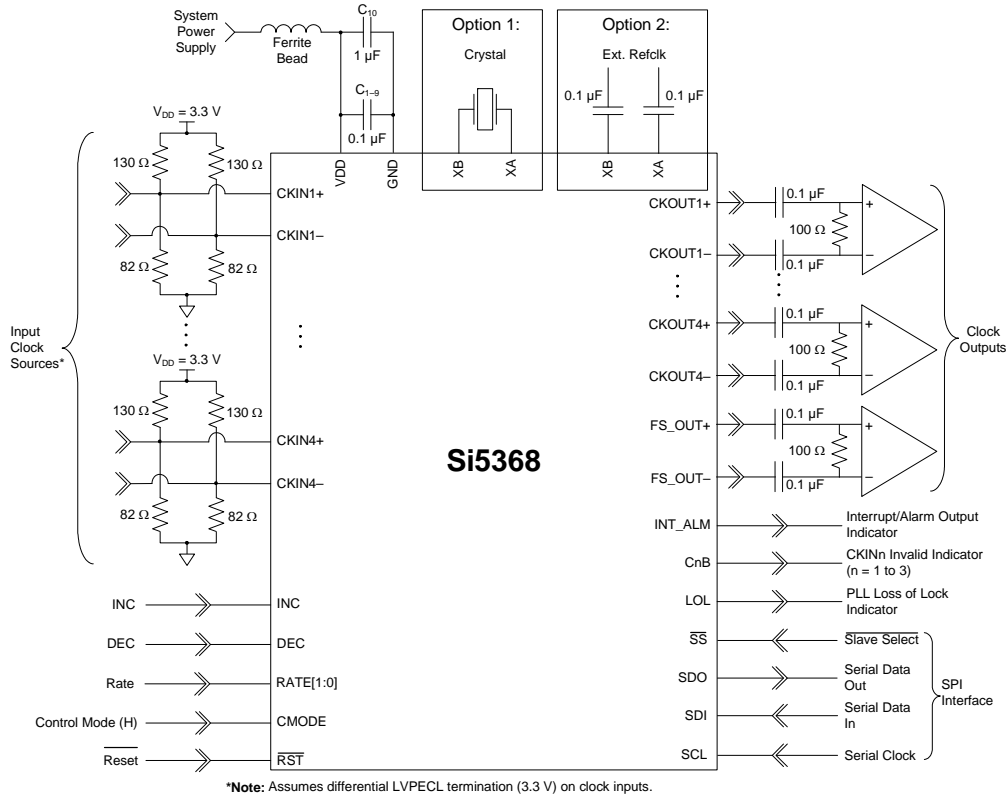 System
Power
Supply
Ferrite
Bead
C10
1 µF
C1–9
0.1 µF
Option 1:
Crystal
XB
XA
Option 2:
Ext. Refclk
0.1 µF
0.1 µF
XB
XA
VDD
GND
VDD = 3.3 V
130 Ω
130 Ω
CKIN1+
CKIN1–
82 Ω
82 Ω
Input
Clock
Sources*
VDD = 3.3 V
130 Ω
130 Ω
CKIN4+
CKIN4–
82 Ω
82 Ω
INC
INC
DEC
DEC
Rate
RATE[1:0]
Control Mode (H)
CMODE
Reset
RST
Si5368
CKOUT1+
0.1 µF
100 Ω
+
–
CKOUT1–
0.1 µF
CKOUT4+
0.1 µF
100 Ω
+
–
CKOUT4–
0.1 µF
FS_OUT+
0.1 µF
100 Ω
+
–
FS_OUT–
0.1 µF
Clock
Outputs
INT_ALM
Interrupt/Alarm Output
Indicator
CnB
CKINn Invalid Indicator
(n = 1 to 3)
LOL
PLL Loss of Lock
Indicator
SS
Slave Select
SDO
Serial Data
Out
SDI
Serial Data
In
SCL
Serial Clock
SPI
Interface
*Note: Assumes differential LVPECL termination (3.3 V) on clock inputs.